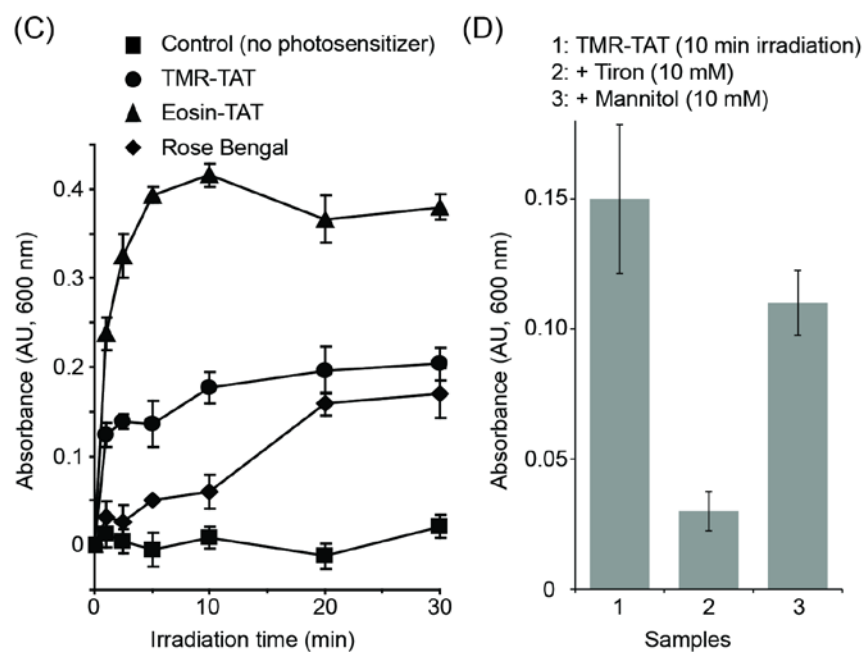 (C)
Control (no photosensitizer)
TMR-TAT
Eosin-TAT
Rose Bengal
Absorbance (AU, 600 nm)
0.4
0.3
0.2
0.1
0
0
10
20
30
Irradiation time (min)
(D)
1: TMR-TAT (10 min irradiation)
2: + Tiron (10 mM)
3: + Mannitol (10 mM)
Absorbance (AU, 600 nm)
0.15
0.10
0.05
0
1
2
3
Samples